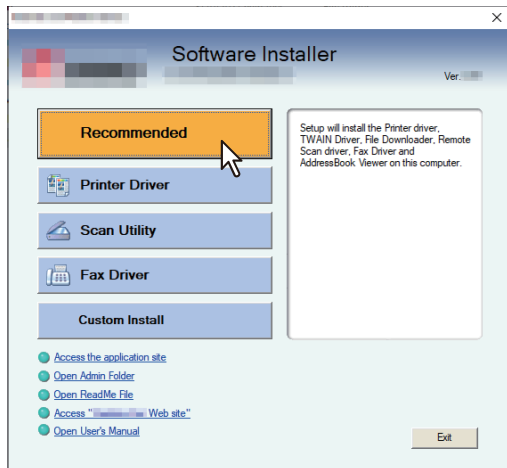 Software Installer
Ver.
Recommended
Setup will install the Printer driver,
TWAIN Driver, File Downloader, Remote
Scan driver, Fax Driver and
AddressBook Viewer on this computer.
Printer Driver
Scan Utility
Fax Driver
Custom Install
Access the application site
Open Admin Folder
Open ReadMe File
Access " Web site"
Open User's Manual
Exit